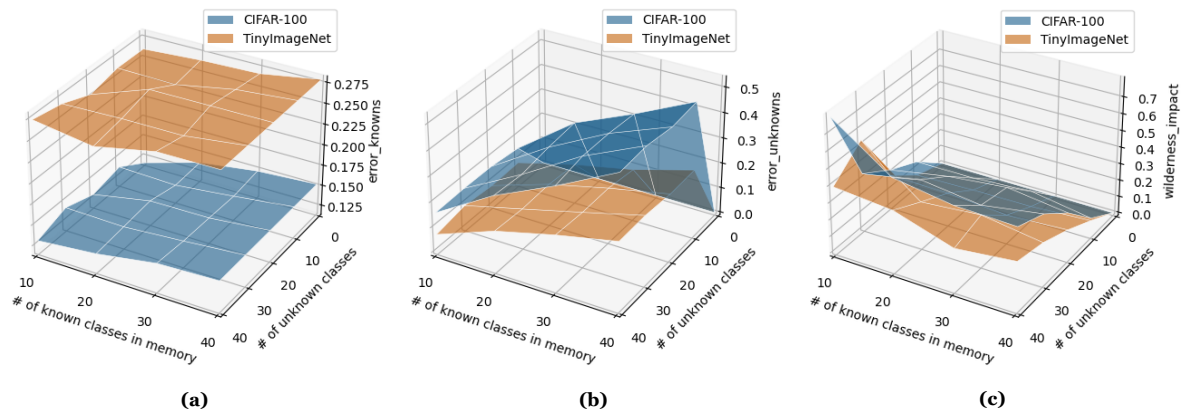 CIFAR-100
TinyImageNet
0.275
0.250
0.225
0.200
0.175
0.150
0.125
error_knowns
10
20
30
40
# of known classes in memory
0
10
20
30
40
# of unknown classes
(a)
CIFAR-100
TinyImageNet
0.5
0.4
0.3
0.2
0.1
0.0
error_unknowns
10
20
30
40
# of known classes in memory
0
10
20
30
40
# of unknown classes
(b)
CIFAR-100
TinyImageNet
0.7
0.6
0.5
0.4
0.3
0.2
0.1
0.0
wilderness_impact
10
20
30
40
# of known classes in memory
0
10
20
30
40
# of unknown classes
(c)